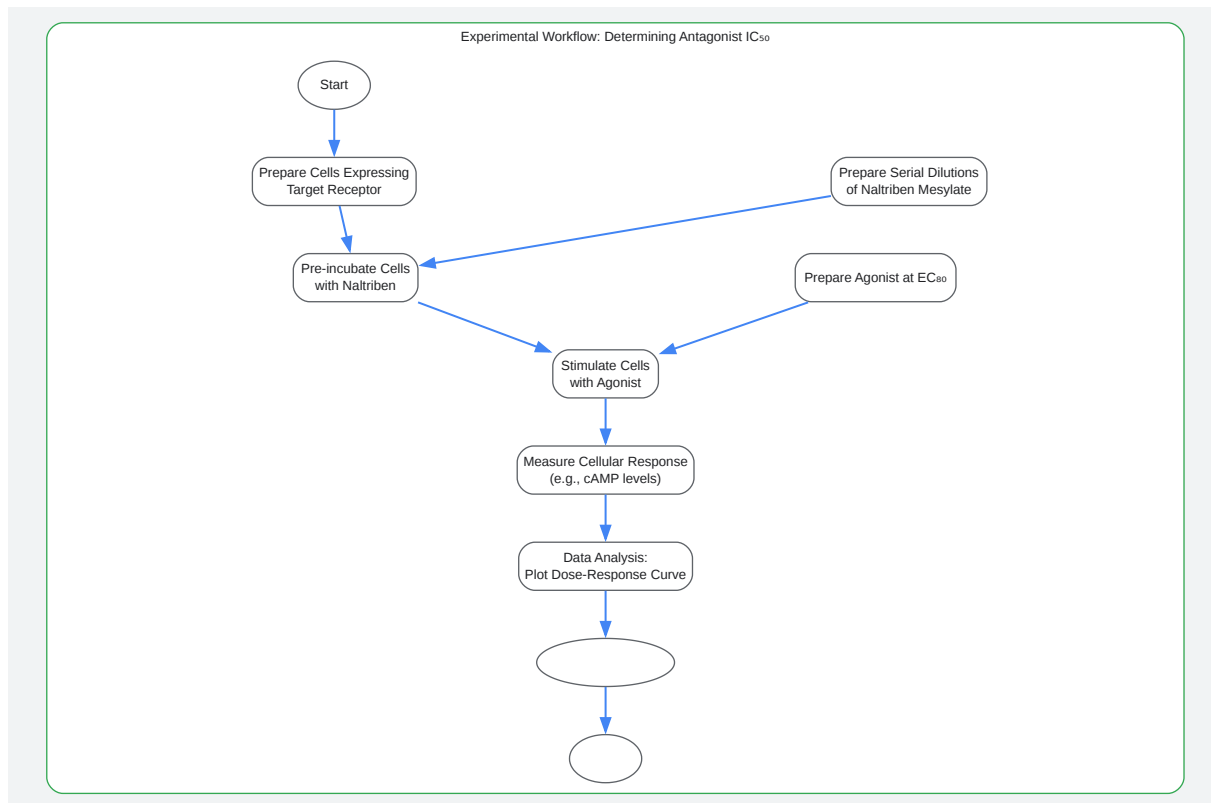 Experimental Workflow: Determining Antagonist IC₅₀
Start
Prepare Cells Expressing
Target Receptor
Prepare Serial Dilutions
of Naltriben Mesylate
Pre-incubate Cells
with Naltriben
Prepare Agonist at EC₈₀
Stimulate Cells
with Agonist
Measure Cellular Response
(e.g., cAMP levels)
Data Analysis:
Plot Dose-Response Curve